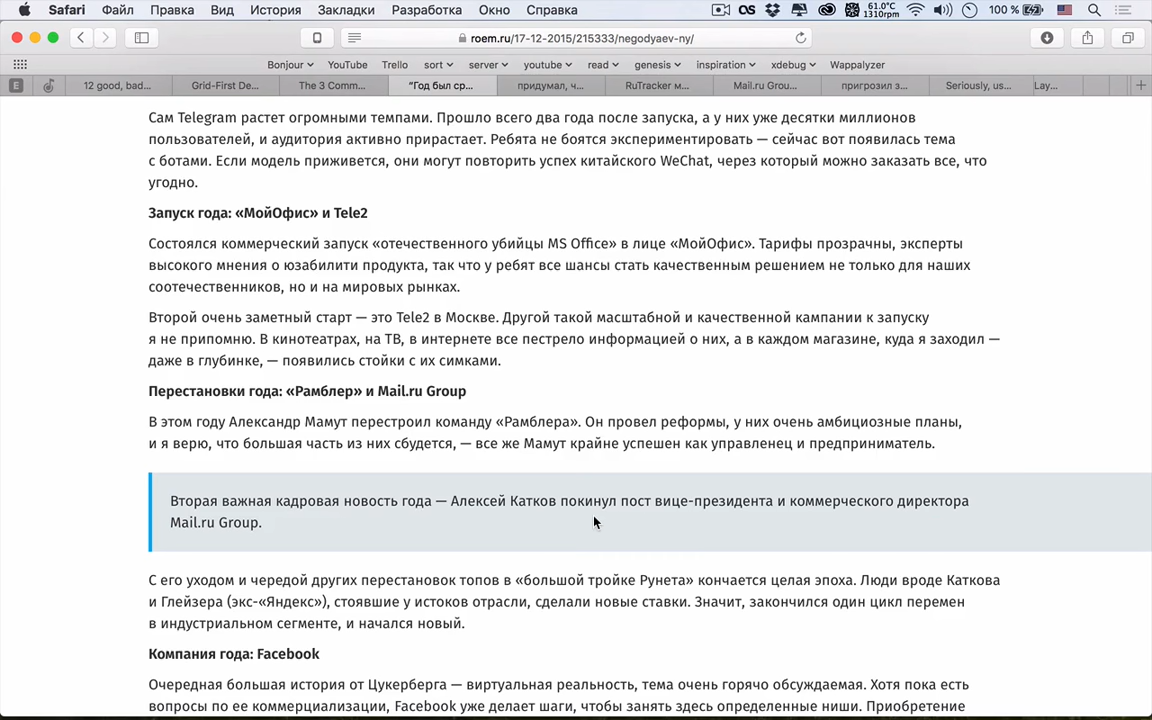 Safari Файл Правка Вид История Закладки Разработка Окно Справка 61.0°C 1310rpm 100 %
roem.ru/17-12-2015/215333/negodyaev-ny/
Bonjour YouTube Trello sort server youtube read genesis inspiration xdebug Wappalyzer
E 12 good, bad... Grid-First De... The 3 Comm... “Год был ср... придумал, ч... RuTracker м... Mail.ru Grou... пригрозил з... Seriously, us... Lay...
Сам Telegram растет огромными темпами. Прошло всего два года после запуска, а у них уже десятки миллионов
пользователей, и аудитория активно прирастает. Ребята не боятся экспериментировать — сейчас вот появилась тема
с ботами. Если модель приживется, они могут повторить успех китайского WeChat, через который можно заказать все, что
угодно.
Запуск года: «МойОфис» и Tele2
Состоялся коммерческий запуск «отечественного убийцы MS Office» в лице «МойОфис». Тарифы прозрачны, эксперты
высокого мнения о юзабилити продукта, так что у ребят все шансы стать качественным решением не только для наших
соотечественников, но и на мировых рынках.
Второй очень заметный старт — это Tele2 в Москве. Другой такой масштабной и качественной кампании к запуску
я не припомню. В кинотеатрах, на ТВ, в интернете все пестрело информацией о них, а в каждом магазине, куда я заходил —
даже в глубинке, — появились стойки с их симками.
Перестановки года: «Рамблер» и Mail.ru Group
В этом году Александр Мамут перестроил команду «Рамблера». Он провел реформы, у них очень амбициозные планы,
и я верю, что большая часть из них сбудется, — все же Мамут крайне успешен как управленец и предприниматель.
Вторая важная кадровая новость года — Алексей Катков покинул пост вице-президента и коммерческого директора
Mail.ru Group.
С его уходом и чередой других перестановок топов в «большой тройке Рунета» кончается целая эпоха. Люди вроде Каткова
и Глейзера (экс-«Яндекс»), стоявшие у истоков отрасли, сделали новые ставки. Значит, закончился один цикл перемен
в индустриальном сегменте, и начался новый.
Компания года: Facebook
Очередная большая история от Цукерберга — виртуальная реальность, тема очень горячо обсуждаемая. Хотя пока есть
вопросы по ее коммерциализации, Facebook уже делает шаги, чтобы занять здесь определенные ниши. Приобретение